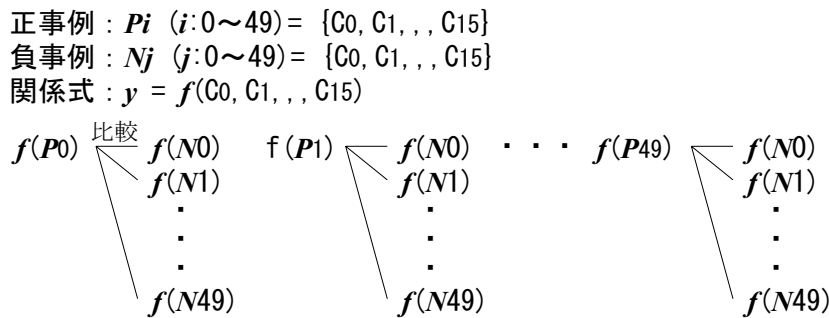 正事例：Pi (i:0～49)= {C0,C1,,,C15}
負事例：Nj (j:0～49)= {C0,C1,,,C15}
関係式：y = f(C0,C1,,,C15)
比較
f(P0) f(N0) f(P1) f(N0) ・・・ f(P49) f(N0)
f(N1) f(N1) f(N1)
・ ・ ・
・ ・ ・
・ ・ ・
f(N49) f(N49) f(N49)